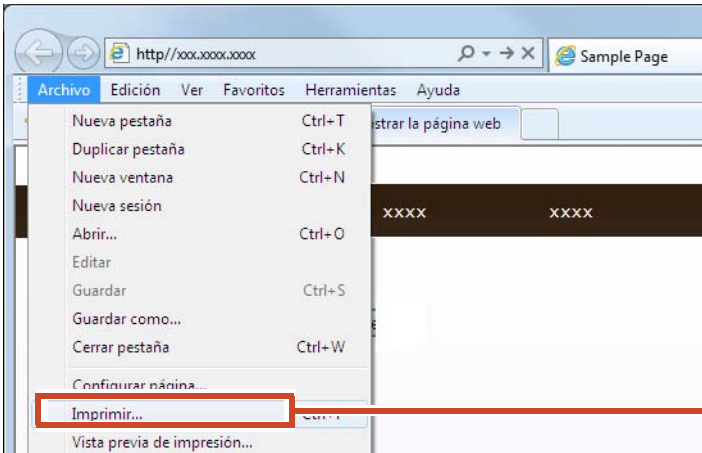 http//xxx.xxxx.xxxx
Sample Page
Archivo Edición Ver Favoritos Herramientas Ayuda
Nueva pestaña Ctrl+T
strar la página web
Duplicar pestaña Ctrl+K
Nueva ventana Ctrl+N
Nueva sesión
xxxx xxxx
Abrir... Ctrl+O
Editar
Guardar Ctrl+S
Guardar como...
Cerrar pestaña Ctrl+W
Configurar página...
Imprimir...
Vista previa de impresión...